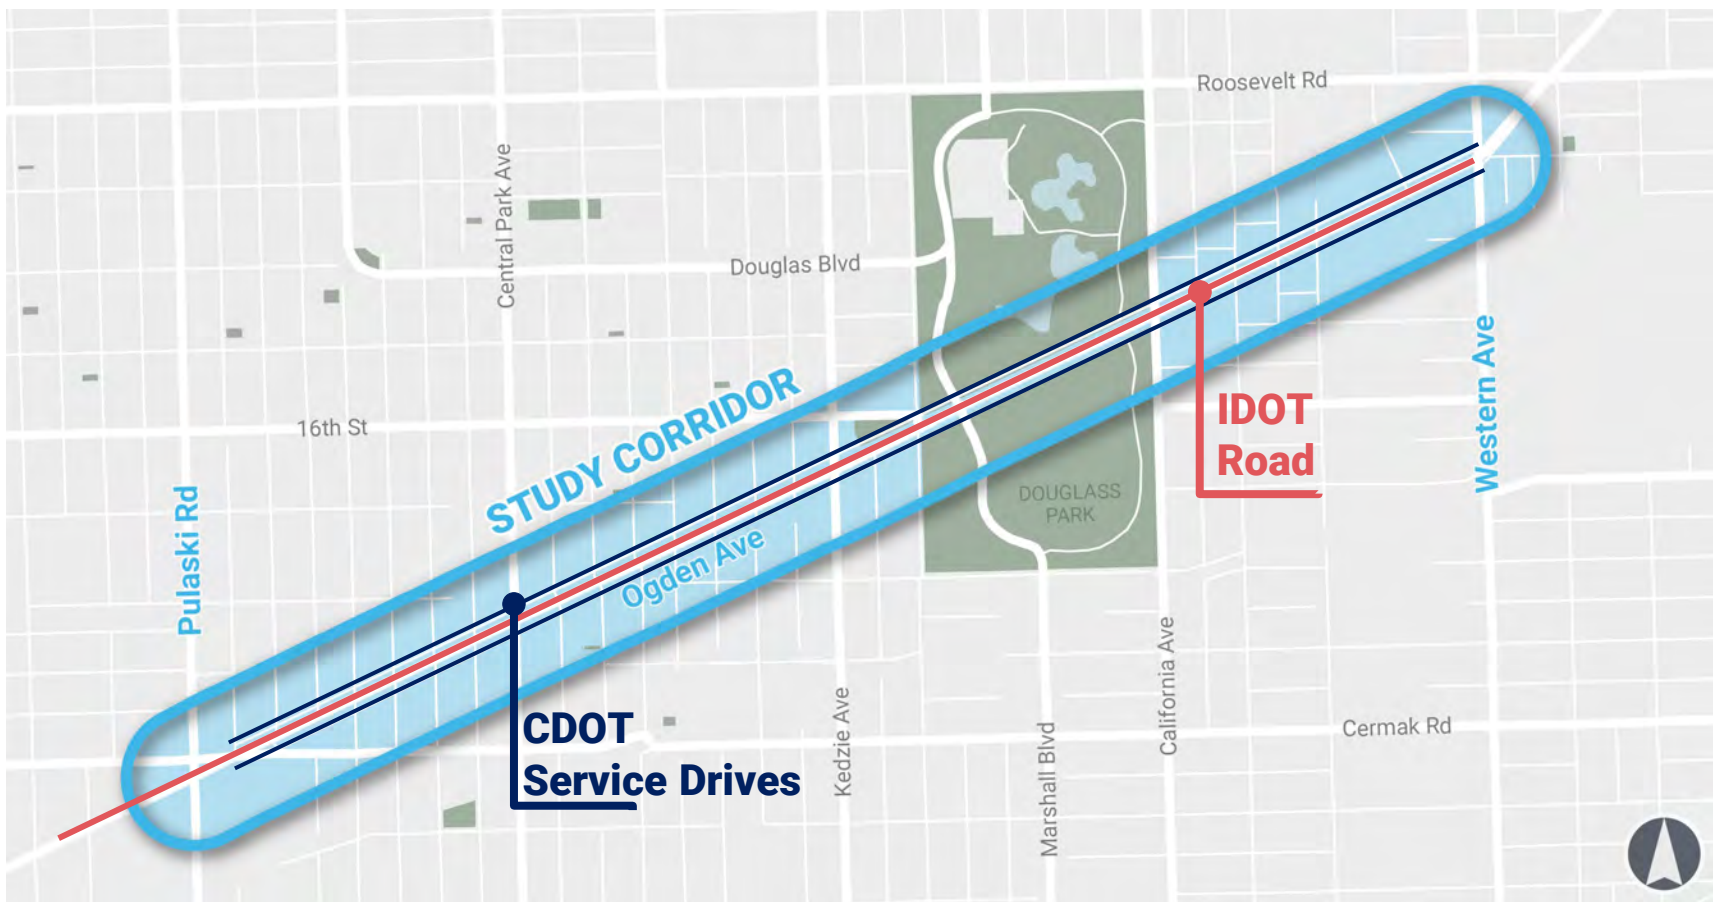 Roosevelt Rd
Central Park Ave
Douglas Blvd
STUDY CORRIDOR
16th St
IDOT
Road
Western Ave
Pulaski Rd
DOUGLASS
PARK
Ogden Ave
CDOT
Service Drives
Kedzie Ave
Marshall Blvd
California Ave
Cermak Rd